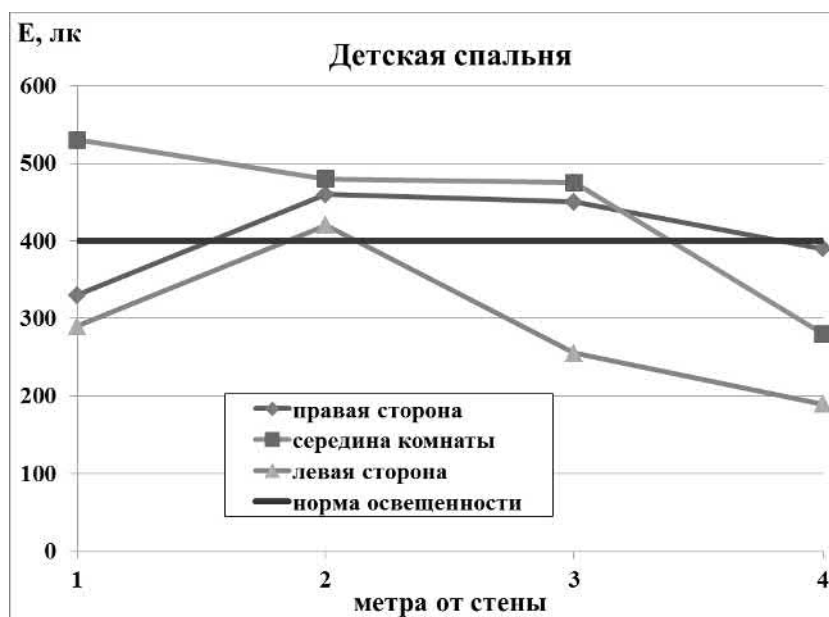 Е, лк
Детская спальня
600
500
400
300
200
100
0
правая сторона
середина комнаты
левая сторона
норма освещенности
1 2 3 4
метра от стены